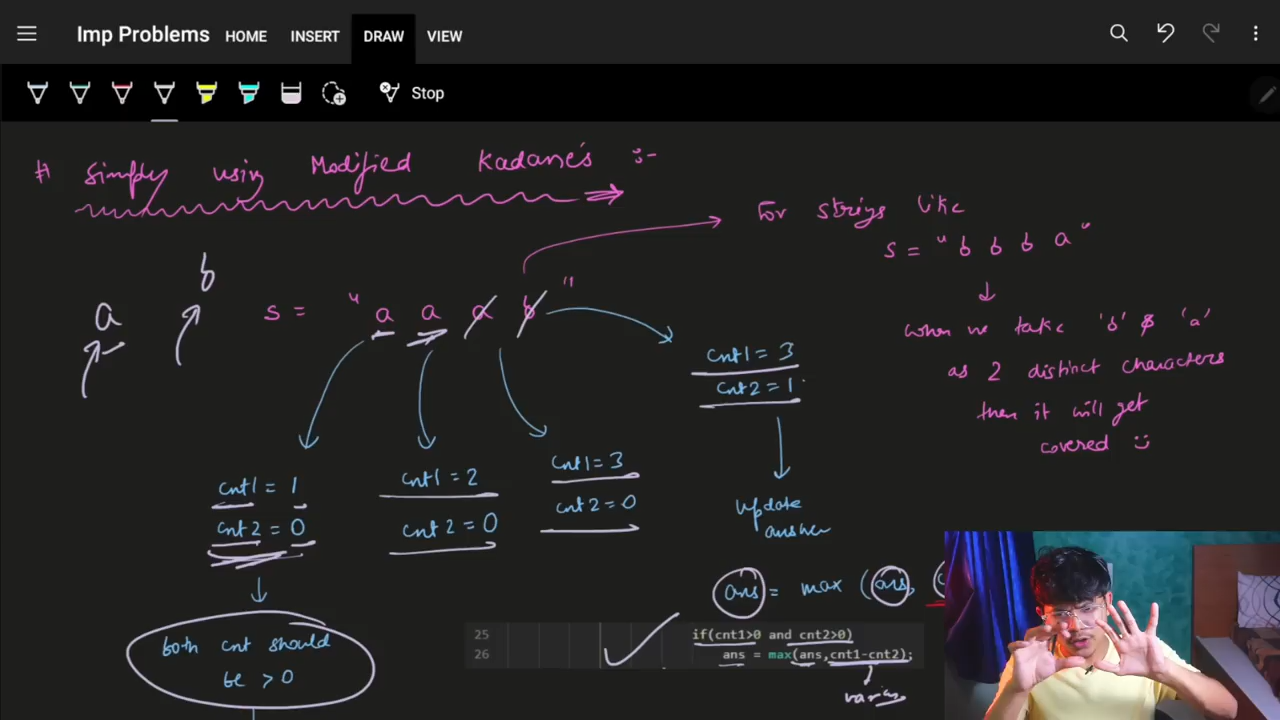 Imp Problems HOME INSERT DRAW VIEW
Stop
# Simply using Modified Kadane's :-
For strings like
s = "b b b a"
when we take 'b' & 'a'
as 2 distinct characters
then it will get
covered :)
a b
s = "a a a b"
cnt1 = 3
cnt2 = 1
cnt1 = 1
cnt2 = 0
cnt1 = 2
cnt2 = 0
cnt1 = 3
cnt2 = 0
update
answer
both cnt should
be > 0
ans = max (ans,
25 if(cnt1>0 and cnt2>0)
26 ans = max(ans,cnt1-cnt2);